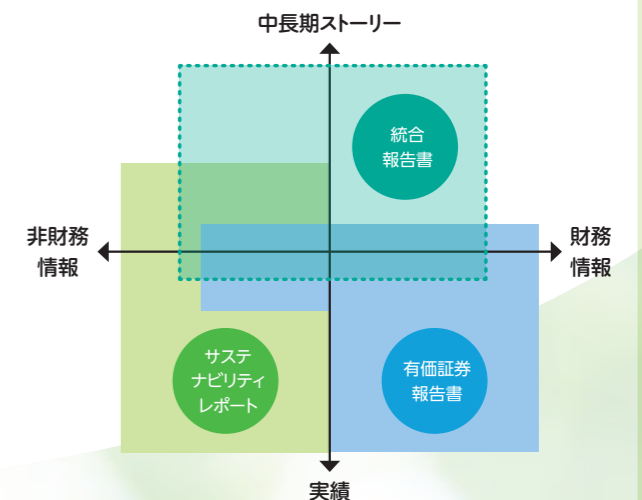 中長期ストーリー
統合
報告書
非財務
情報
財務
情報
サステ
ナビリティ
レポート
有価証券
報告書
実績